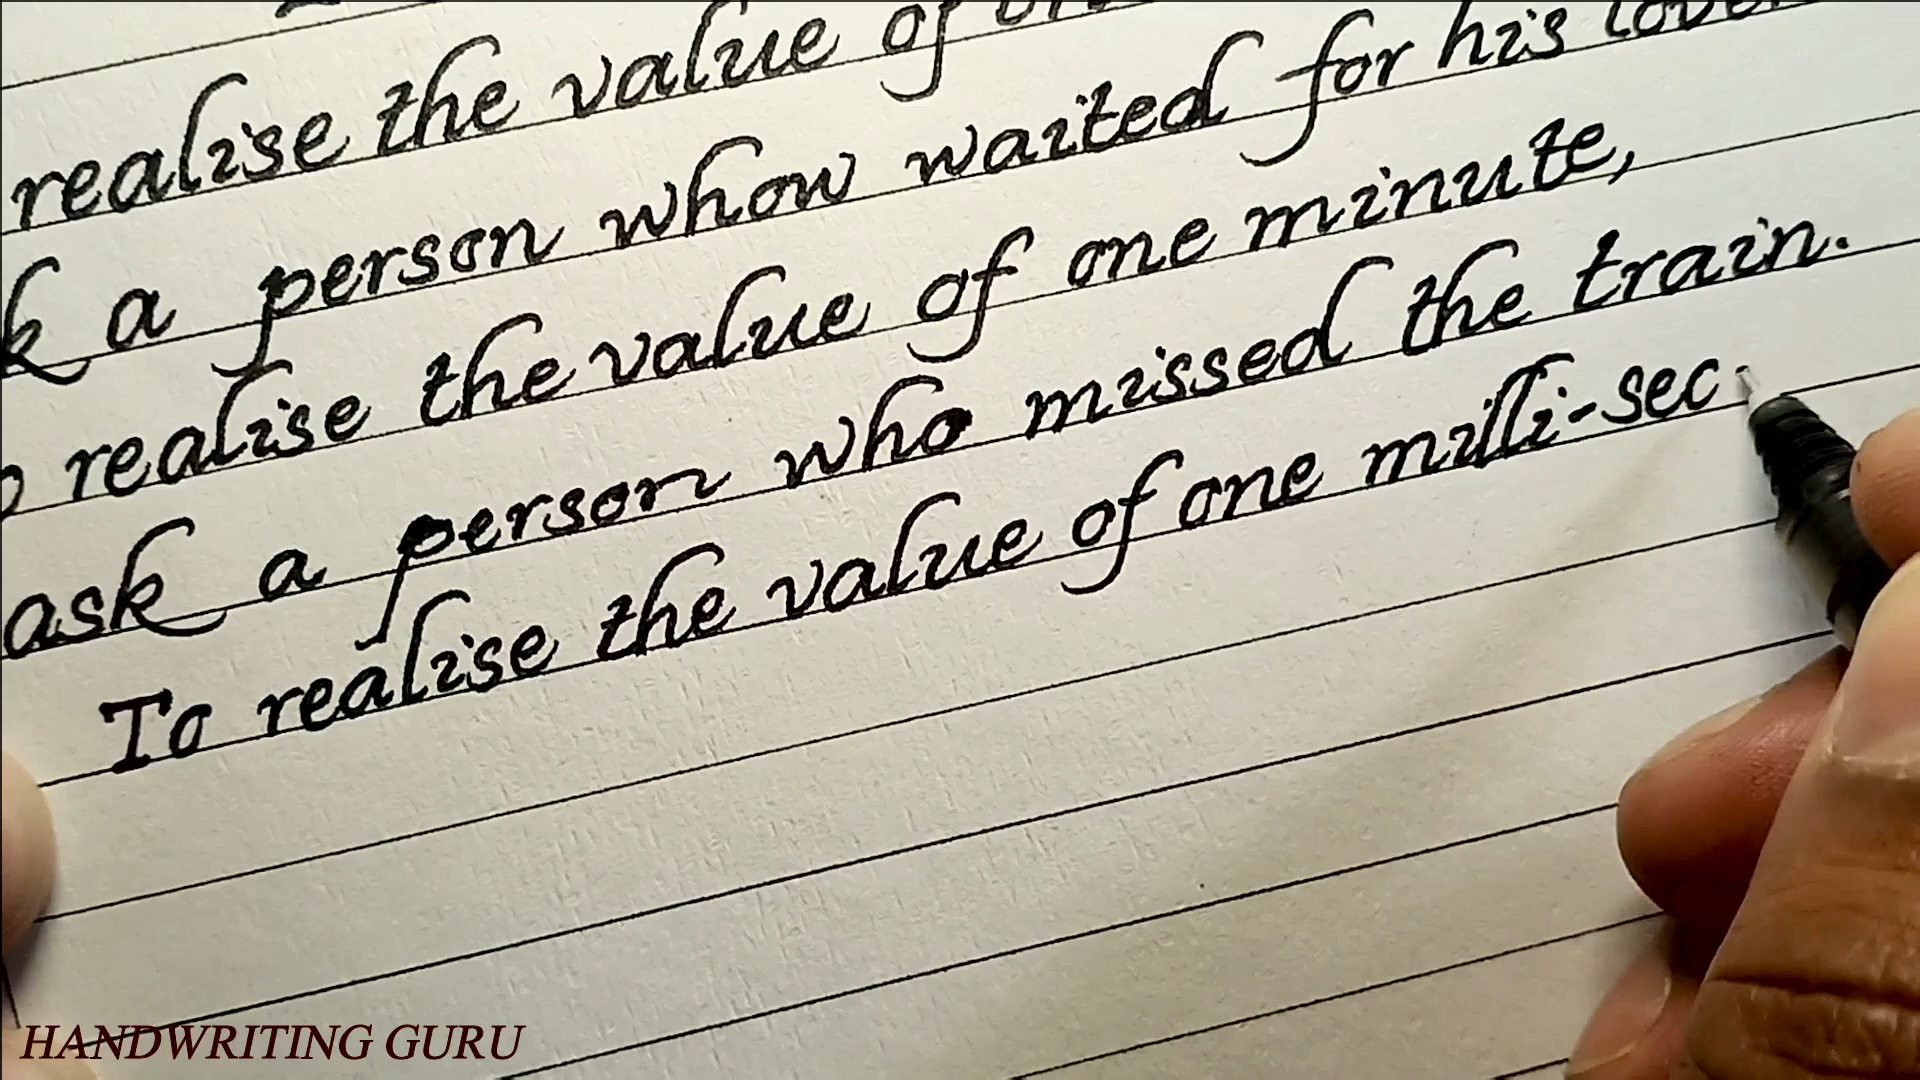 realise the value of
a person whow waited for his lover
realise the value of one minute,
ask a person who missed the train.
To realise the value of one milli-sec.
HANDWRITING GURU